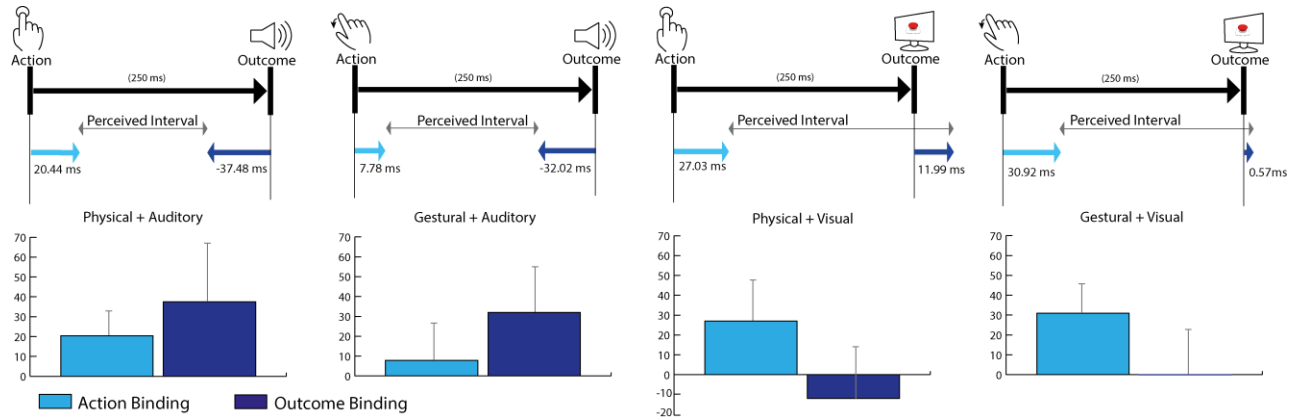 Action
Outcome
(250 ms)
Perceived Interval
20.44 ms
-37.48 ms
Physical + Auditory
70
60
50
40
30
20
10
0
Action
Outcome
(250 ms)
Perceived Interval
7.78 ms
-32.02 ms
Gestural + Auditory
70
60
50
40
30
20
10
0
Action
Outcome
(250 ms)
Perceived Interval
27.03 ms
11.99 ms
Physical + Visual
70
60
50
40
30
20
10
0
-10
-20
Action
Outcome
(250 ms)
Perceived Interval
30.92 ms
0.57ms
Gestural + Visual
70
60
50
40
30
20
10
0
Action Binding
Outcome Binding